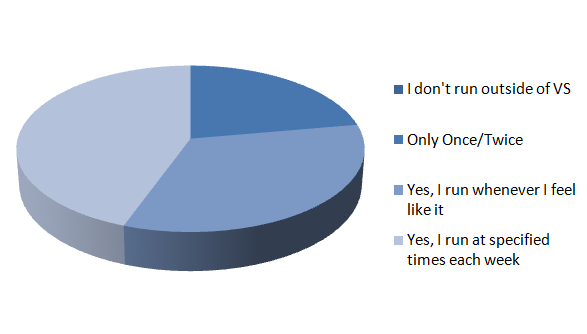 I don't run outside of VS
Only Once/Twice
Yes, I run whenever I feel
like it
Yes, I run at specified
times each week